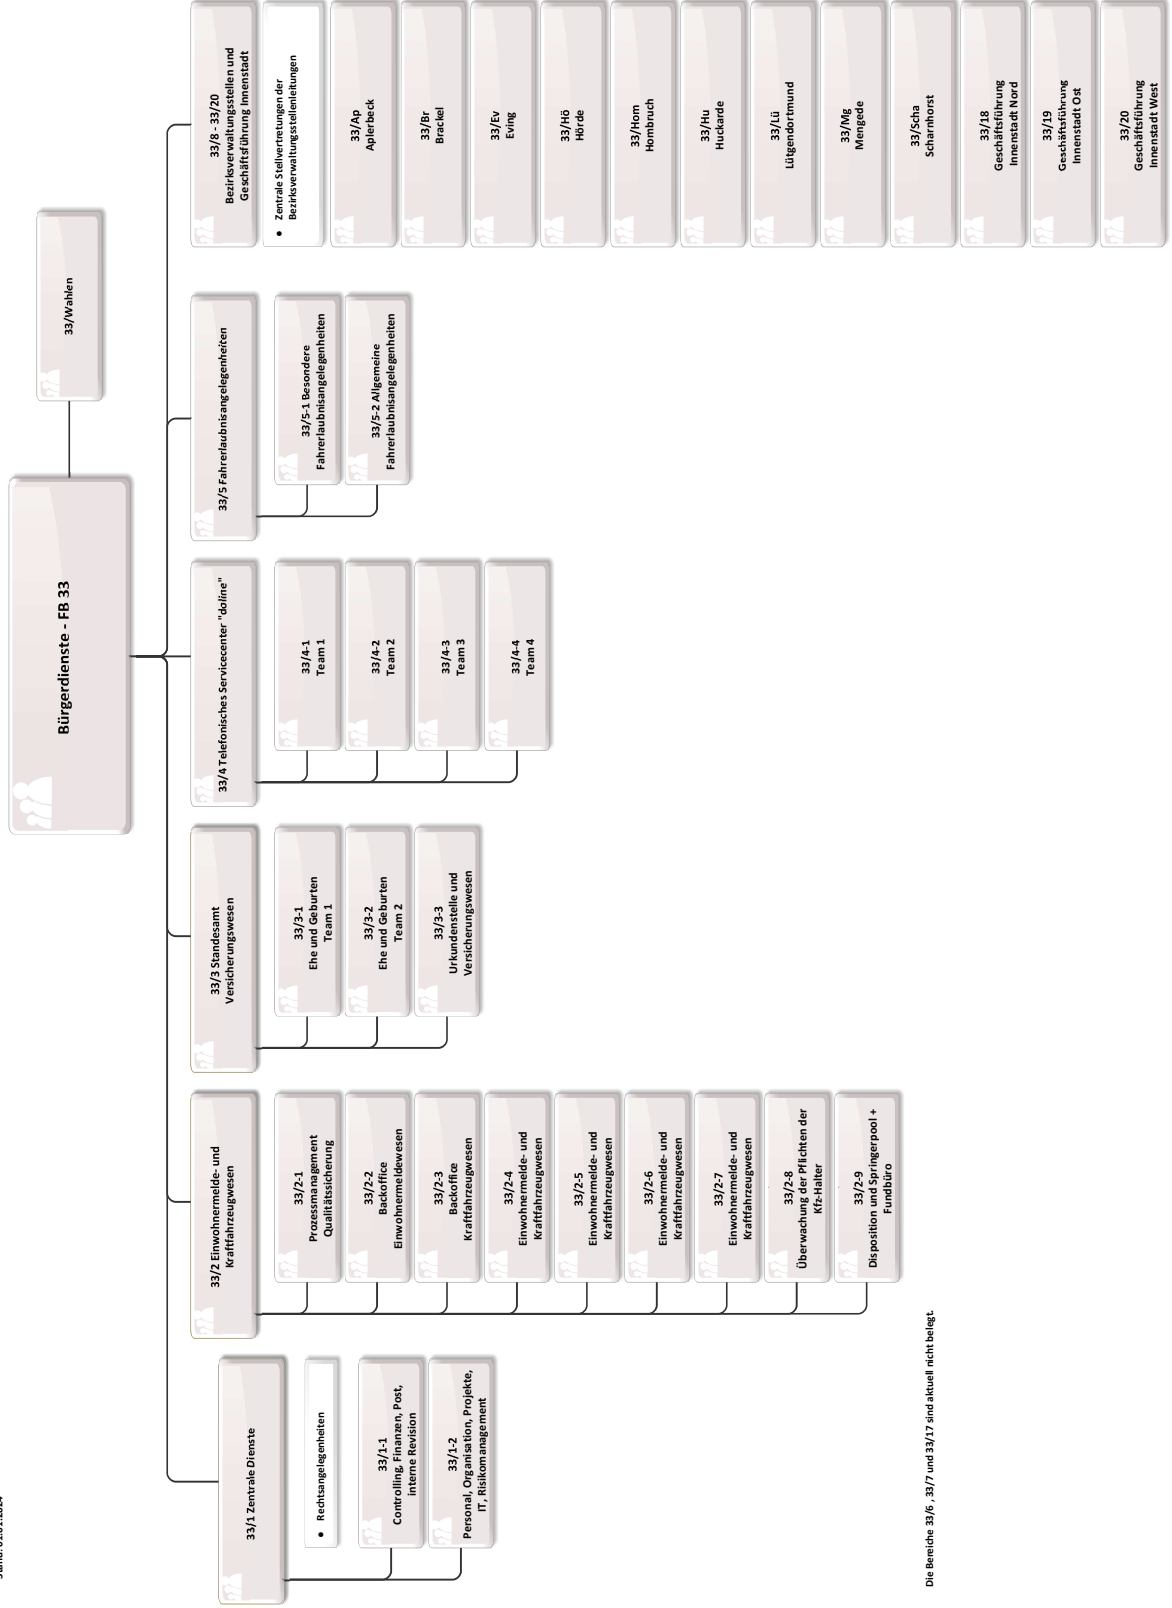 Bürgerdienste - FB 33
33/Wahlen
33/1 Zentrale Dienste
• Rechtsangelegenheiten
33/1-1
Controlling, Finanzen, Post,
interne Revision
33/1-2
Personal, Organisation, Projekte,
IT, Risikomanagement
33/2 Einwohnermelde- und
Kraftfahrzeugwesen
33/2-1
Prozessmanagement
Qualitätssicherung
33/2-2
Backoffice
Einwohnermeldewesen
33/2-3
Backoffice
Kraftfahrzeugwesen
33/2-4
Einwohnermelde- und
Kraftfahrzeugwesen
33/2-5
Einwohnermelde- und
Kraftfahrzeugwesen
33/2-6
Einwohnermelde- und
Kraftfahrzeugwesen
33/2-7
Einwohnermelde- und
Kraftfahrzeugwesen
33/2-8
Überwachung der Pflichten der
Kfz-Halter
33/2-9
Disposition und Springerpool +
Fundbüro
33/3 Standesamt
Versicherungswesen
33/3-1
Ehe und Geburten
Team 1
33/3-2
Ehe und Geburten
Team 2
33/3-3
Urkundenstelle und
Versicherungswesen
33/4 Telefonisches Servicecenter "doline"
33/4-1
Team 1
33/4-2
Team 2
33/4-3
Team 3
33/4-4
Team 4
33/5 Fahrerlaubnisangelegenheiten
33/5-1 Besondere
Fahrerlaubnisangelegenheiten
33/5-2 Allgemeine
Fahrerlaubnisangelegenheiten
33/8 - 33/20
Bezirksverwaltungsstellen und
Geschäftsführung Innenstadt
• Zentrale Stellvertretungen der
Bezirksverwaltungsstellenleitungen
33/Ap
Aplerbeck
33/Br
Brackel
33/Ev
Eving
33/Hö
Hörde
33/Hom
Hombruch
33/Hu
Huckarde
33/Lü
Lütgendortmund
33/Mg
Mengede
33/Scha
Scharnhorst
33/18
Geschäftsführung
Innenstadt Nord
33/19
Geschäftsführung
Innenstadt Ost
33/20
Geschäftsführung
Innenstadt West
Die Bereiche 33/6 , 33/7 und 33/17 sind aktuell nicht belegt.